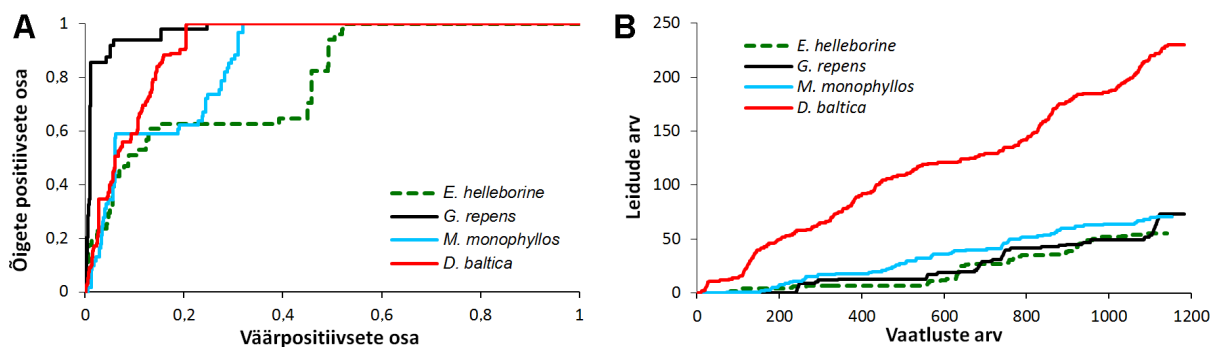 A
Õigete positiivsete osa
1
0,8
0,6
0,4
0,2
0
0
0,2
0,4
0,6
0,8
1
Väärpositiivsete osa
E. helleborine
G. repens
M. monophyllos
D. baltica
B
Leidude arv
250
200
150
100
50
0
0
200
400
600
800
1000
1200
Vaatluste arv
E. helleborine
G. repens
M. monophyllos
D. baltica